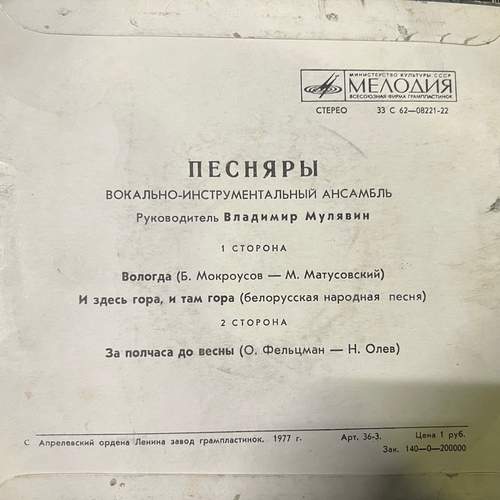 МИНИСТЕРСТВО КУЛЬТУРЫ СССР
МЕЛОДИЯ
ВСЕСОЮЗНАЯ ФИРМА ГРАМПЛАСТИНОК
СТЕРЕО 33 С 62—08221-22
ПЕСНЯРЫ
ВОКАЛЬНО-ИНСТРУМЕНТАЛЬНЫЙ АНСАМБЛЬ
Руководитель Владимир Мулявин
1 СТОРОНА
Вологда (Б. Мокроусов — М. Матусовский)
И здесь гора, и там гора (белорусская народная песня)
2 СТОРОНА
За полчаса до весны (О. Фельцман — Н. Олев)
С Апрелевский ордена Ленина завод грампластинок. 1977 г. Арт. 36-3. Цена 1 руб.
Зак. 140—0—200000